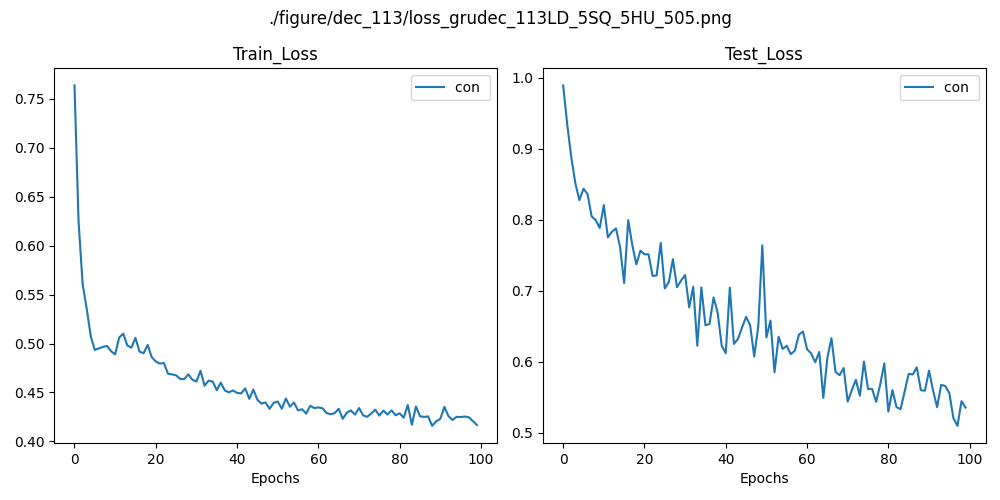 ./figure/dec_113/loss_grudec_113LD_5SQ_5HU_505.png
Train_Loss
con
0.75
0.70
0.65
0.60
0.55
0.50
0.45
0.40
0 20 40 60 80 100
Epochs
Test_Loss
con
1.0
0.9
0.8
0.7
0.6
0.5
0 20 40 60 80 100
Epochs